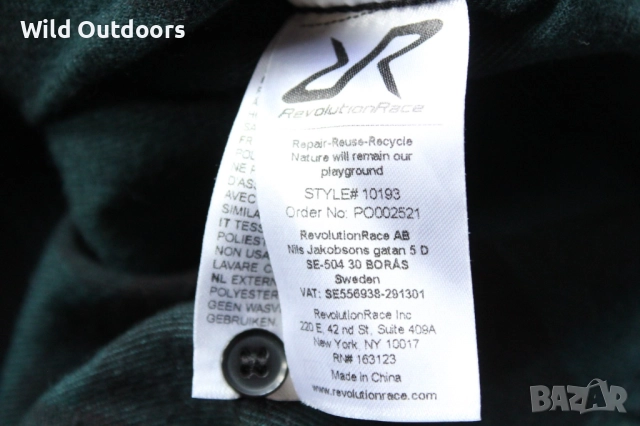 Wild Outdoors
RevolutionRace
Repair-Reuse-Recycle
Nature will remain our
playground
STYLE# 10193
Order No: PO002521
RevolutionRace AB
Nils Jakobsons gatan 5 D
SE-504 30 BORÅS
Sweden
VAT: SE556938-291301
RevolutionRace Inc
220 E, 42 nd St, Suite 409A
New York, NY 10017
RN# 163123
Made in China
www.revolutionrace.com
AVEC
SIMILA
IT TESS
POLIEST
NON USA
LAVARE C
NL EXTERN
POLYESTER
GEEN WASV
GEBRUIKEN
BAZAR